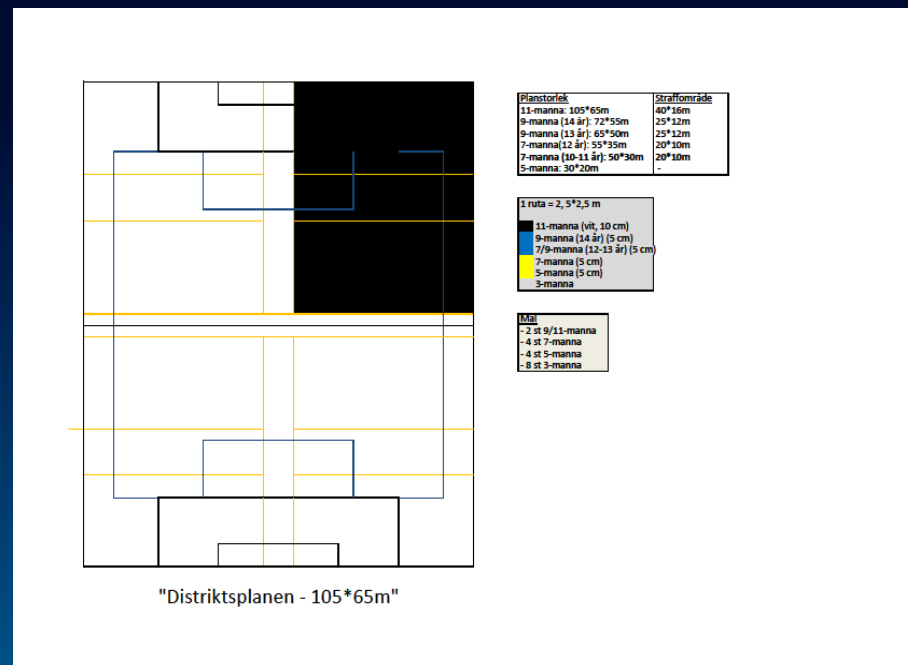 Planstorlek Straffområde
11-manna: 105*65m 40*16m
9-manna (14 år): 72*55m 25*12m
9-manna (13 år): 65*50m 25*12m
7-manna(12 år): 55*35m 20*10m
7-manna (10-11 år): 50*30m 20*10m
5-manna: 30*20m -
1 ruta = 2, 5*2,5 m
11-manna (vit, 10 cm)
9-manna (14 år) (5 cm)
7/9-manna (12-13 år) (5 cm)
7-manna (5 cm)
5-manna (5 cm)
3-manna
Mål
- 2 st 9/11-manna
- 4 st 7-manna
- 4 st 5-manna
- 8 st 3-manna
"Distriktsplanen - 105*65m"